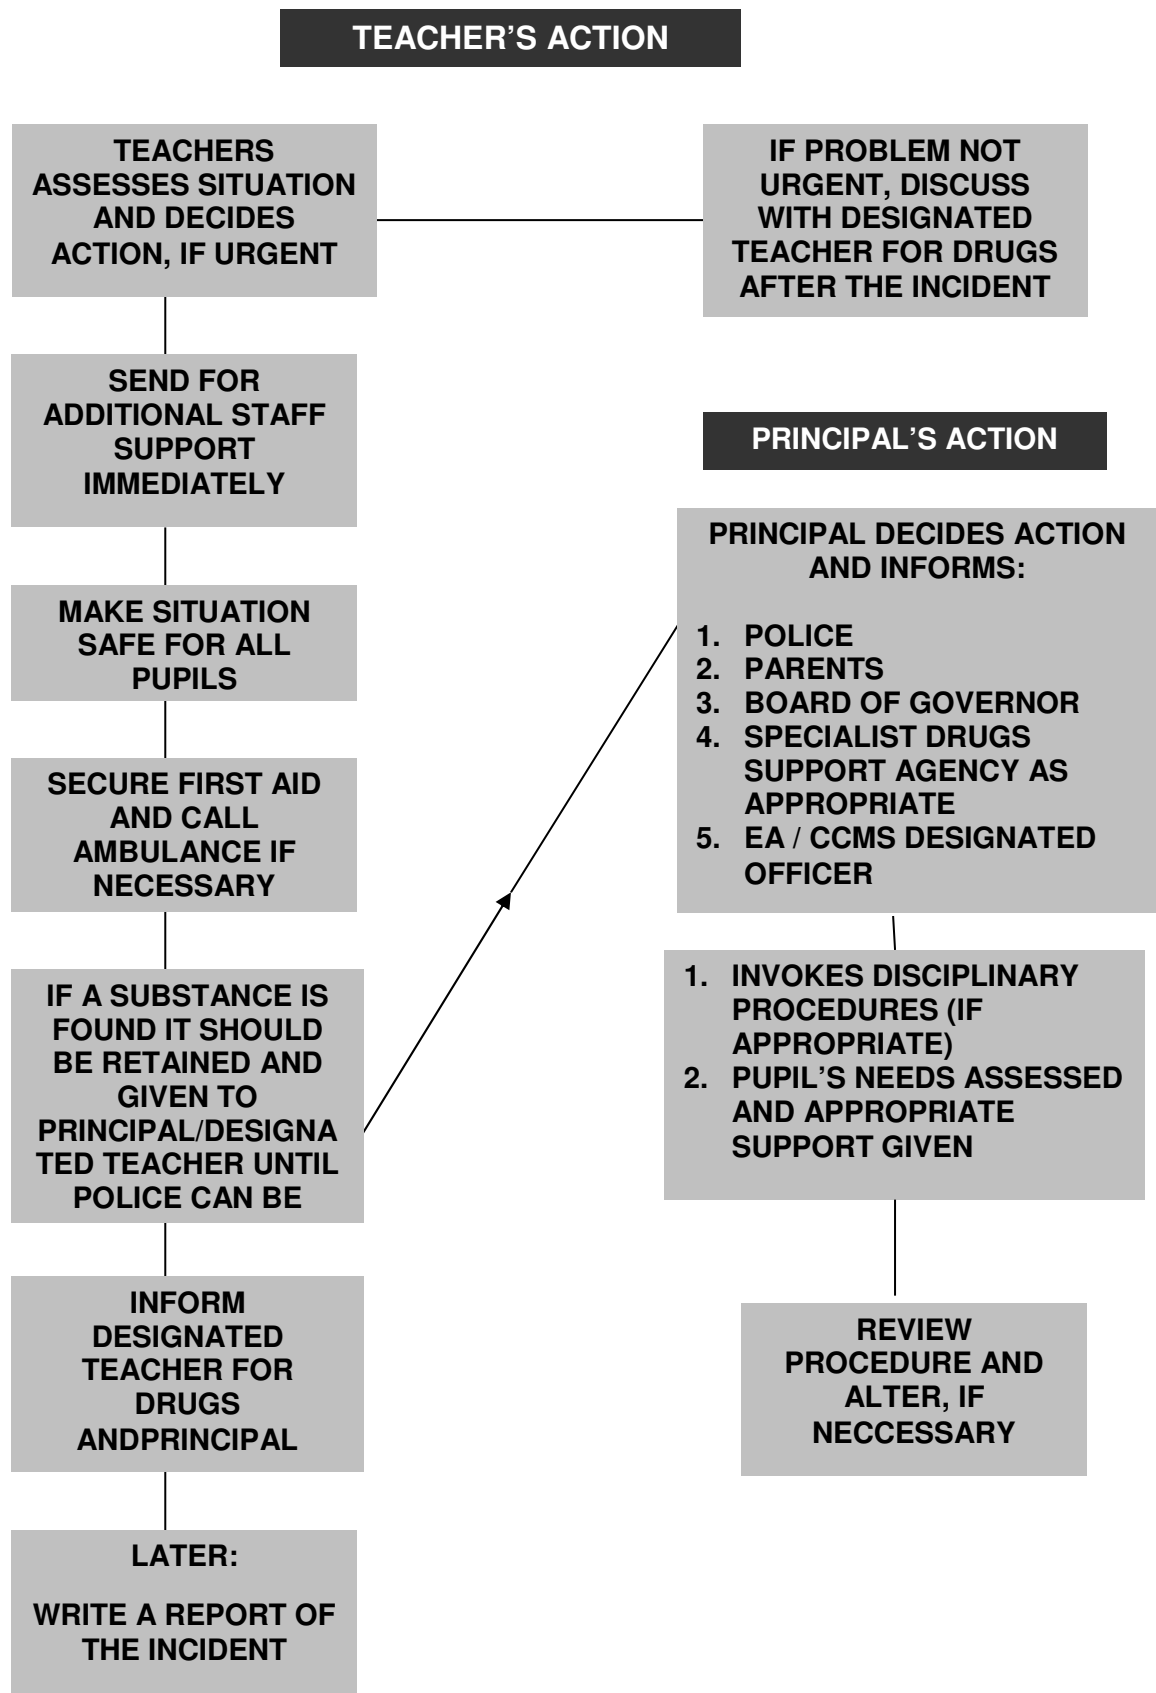 TEACHER'S ACTION
TEACHERS
ASSESSES SITUATION
AND DECIDES
ACTION, IF URGENT
IF PROBLEM NOT
URGENT, DISCUSS
WITH DESIGNATED
TEACHER FOR DRUGS
AFTER THE INCIDENT
SEND FOR
ADDITIONAL STAFF
SUPPORT
IMMEDIATELY
MAKE SITUATION
SAFE FOR ALL
PUPILS
SECURE FIRST AID
AND CALL
AMBULANCE IF
NECESSARY
IF A SUBSTANCE IS
FOUND IT SHOULD
BE RETAINED AND
GIVEN TO
PRINCIPAL/DESIGNA
TED TEACHER UNTIL
POLICE CAN BE
INFORM
DESIGNATED
TEACHER FOR
DRUGS
ANDPRINCIPAL
LATER:
WRITE A REPORT OF
THE INCIDENT
PRINCIPAL'S ACTION
PRINCIPAL DECIDES ACTION
AND INFORMS:
1. POLICE
2. PARENTS
3. BOARD OF GOVERNOR
4. SPECIALIST DRUGS
SUPPORT AGENCY AS
APPROPRIATE
5. EA / CCMS DESIGNATED
OFFICER
1. INVOKES DISCIPLINARY
PROCEDURES (IF
APPROPRIATE)
2. PUPIL'S NEEDS ASSESSED
AND APPROPRIATE
SUPPORT GIVEN
REVIEW
PROCEDURE AND
ALTER, IF
NECCESSARY